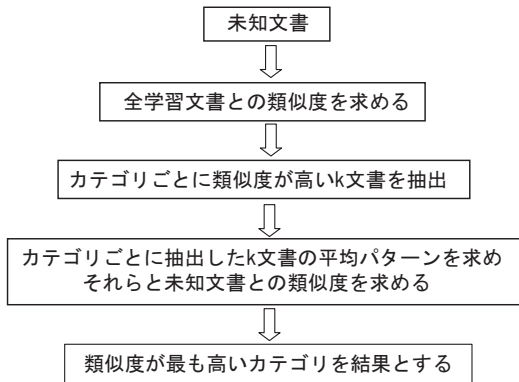 未知文書
全学習文書との類似度を求める
カテゴリごとに類似度が高いk文書を抽出
カテゴリごとに抽出したk文書の平均パターンを求め
それらと未知文書との類似度を求める
類似度が最も高いカテゴリを結果とする